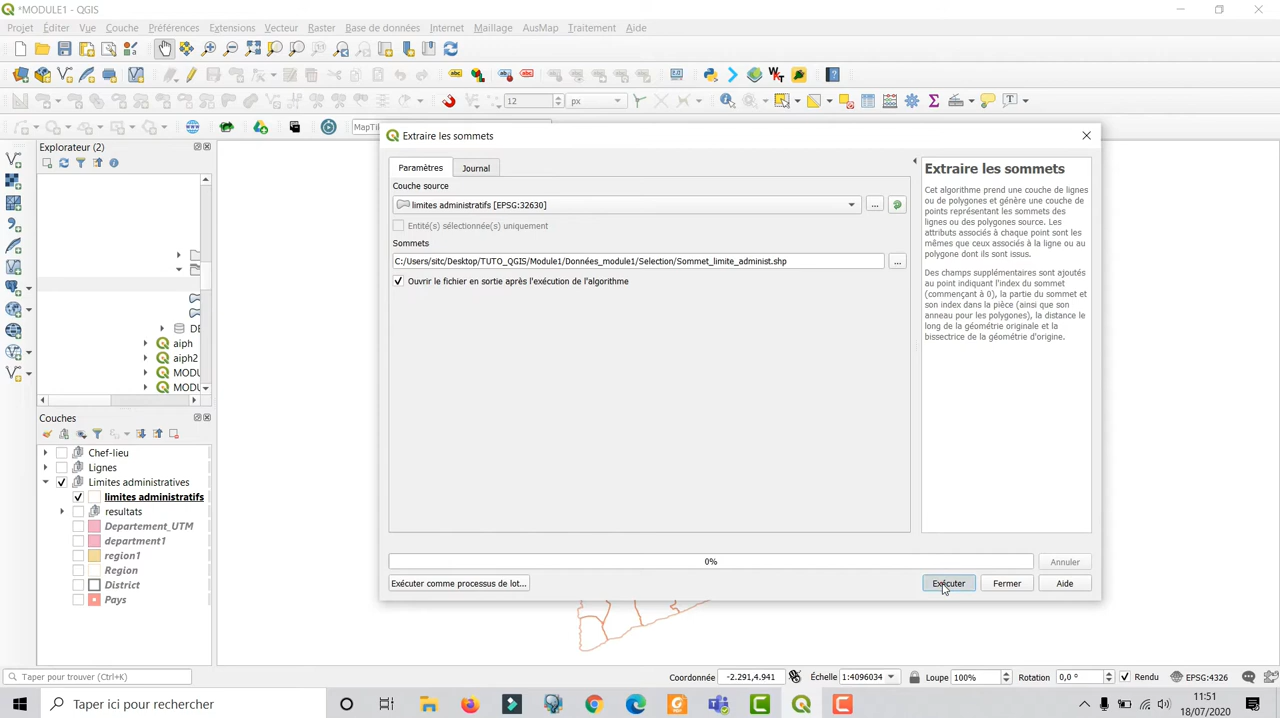 *MODULE1 - QGIS
Projet Éditer Vue Couche Préférences Extensions Vecteur Raster Base de données Internet Maillage AusMap Traitement Aide
12 px
Explorateur (2)
aiph
aiph2
Couches
Chef-lieu
Lignes
Limites administratives
limites administratifs
resultats
Departement_UTM
department1
region1
Region
District
Pays
Extraire les sommets
Paramètres Journal
Couche source
limites administratifs [EPSG:32630]
...
Entité(s) sélectionnée(s) uniquement
Sommets
C:/Users/sitc/Desktop/TUTO_QGIS/Module1/Données_module1/Selection/Sommet_limite_administ.shp
...
Ouvrir le fichier en sortie après l'exécution de l'algorithme
Extraire les sommets
Cet algorithme prend une couche de lignes
ou de polygones et génère une couche de
points représentant les sommets des
lignes ou des polygones source. Les
attributs associés à chaque point sont les
mêmes que ceux associés à la ligne ou au
polygone dont ils sont issus.
Des champs supplémentaires sont ajoutés
au point indiquant l'index du sommet
(commençant à 0), la partie du sommet et
son index dans la pièce (ainsi que son
anneau pour les polygones), la distance le
long de la géométrie originale et la
bissectrice de la géométrie d'origine.
0%
Annuler
Exécuter comme processus de lot...
Exécuter
Fermer
Aide
Taper pour trouver (Ctrl+K)
Coordonnée -2.291,4.941 Échelle 1:4096034 Loupe 100% Rotation 0,0 ° Rendu EPSG:4326
Taper ici pour rechercher
11:51
18/07/2020